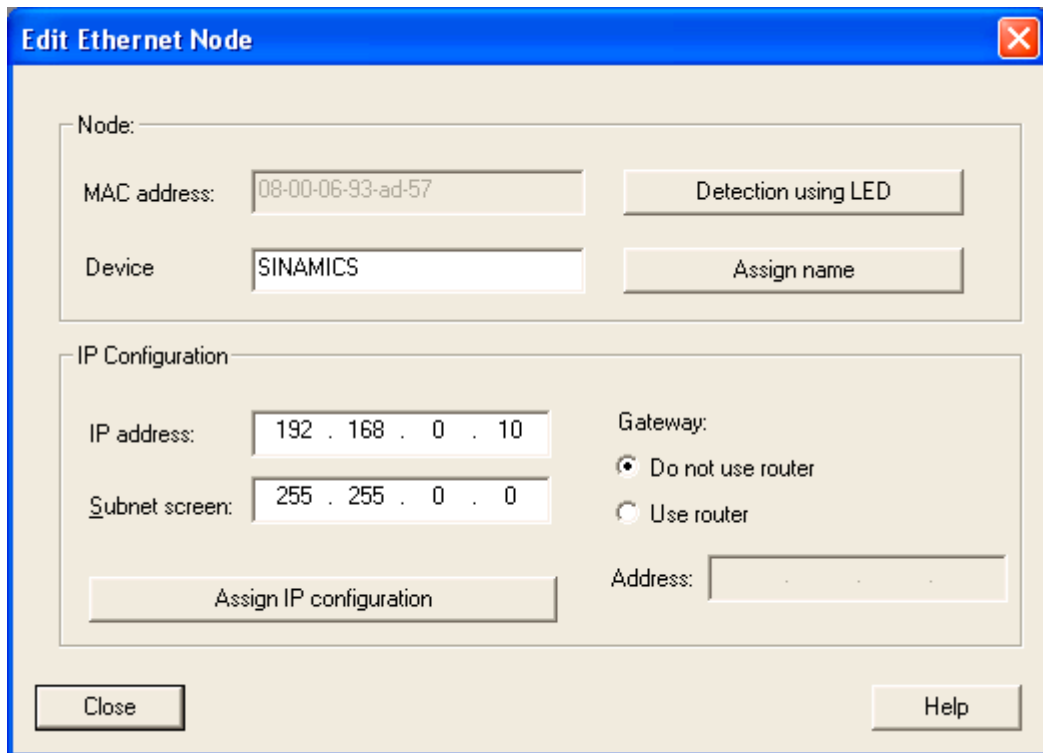 Edit Ethernet Node
Node:
MAC address: 08-00-06-93-ad-57 Detection using LED
Device SINAMICS Assign name
IP Configuration
IP address: 192 . 168 . 0 . 10 Gateway:
Do not use router
Subnet screen: 255 . 255 . 0 . 0 Use router
Address: . . .
Assign IP configuration
Close Help